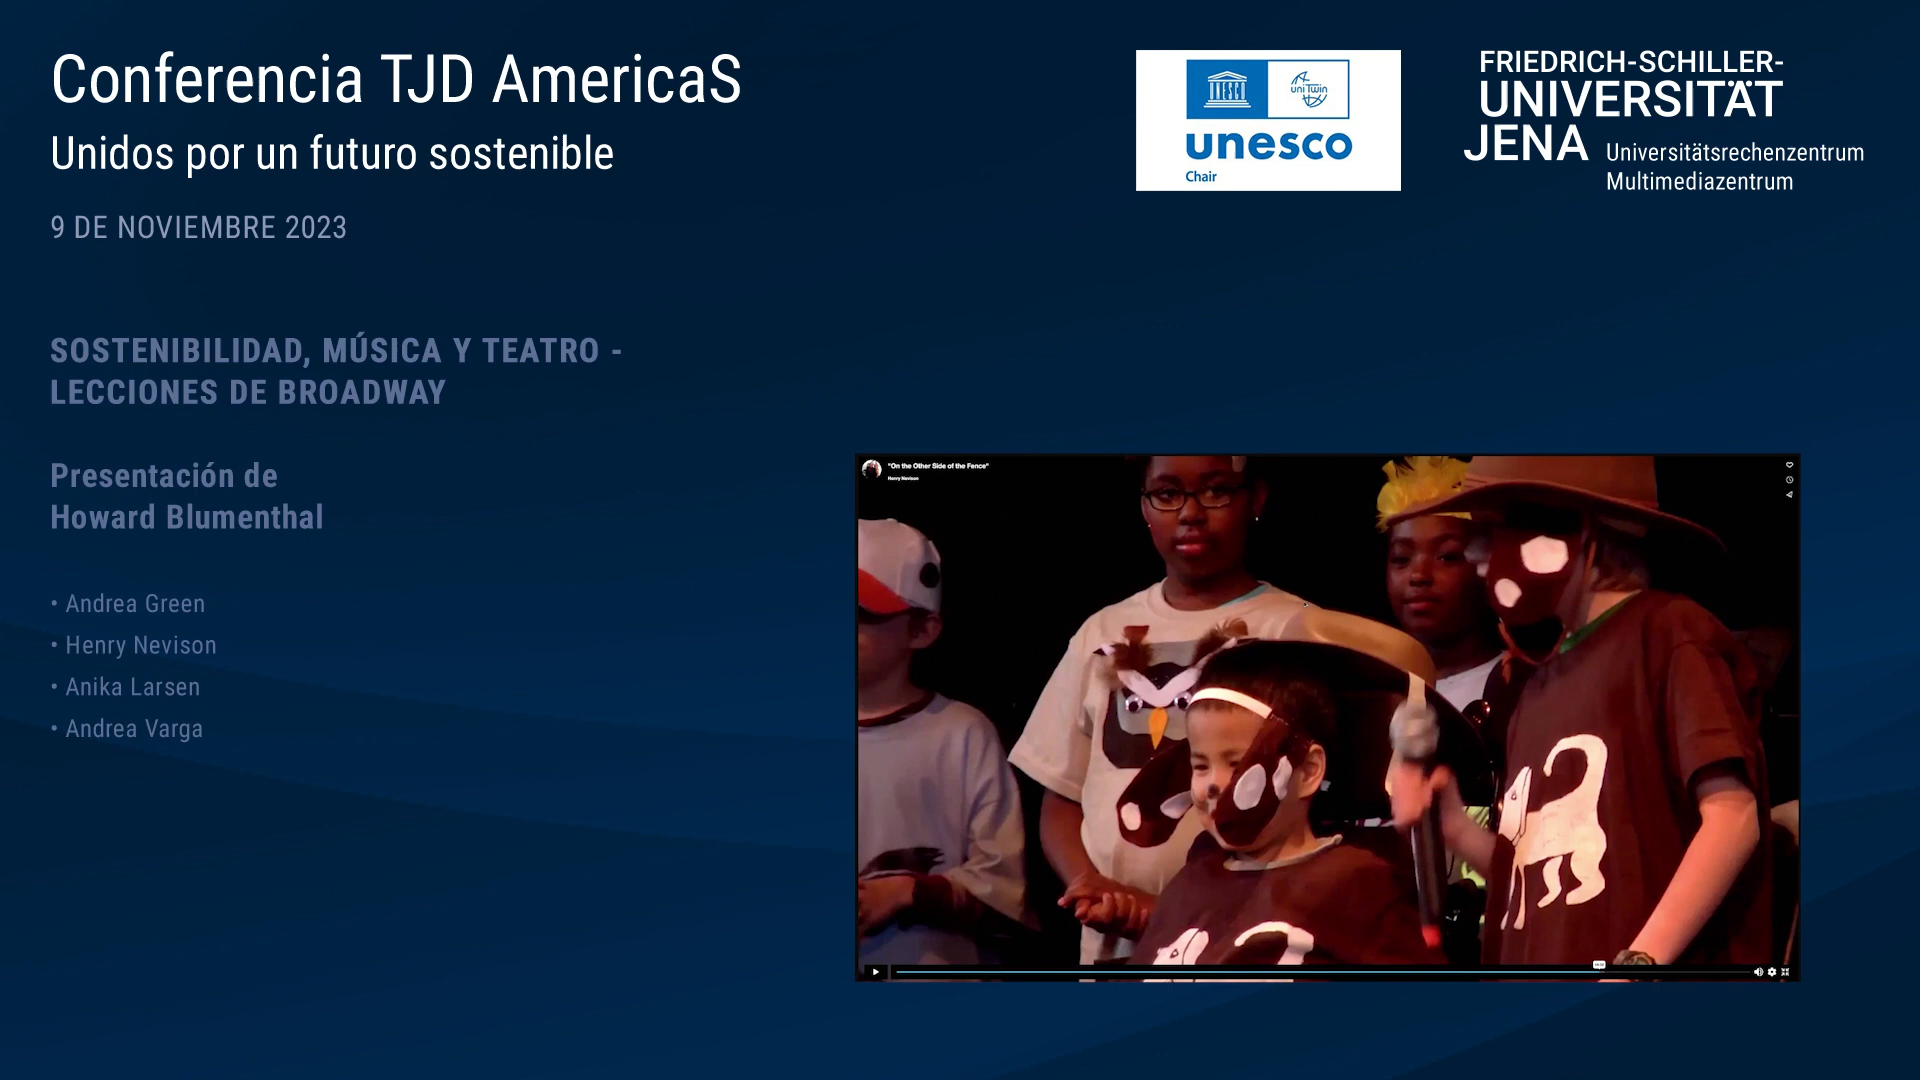 Conferencia TJD AmericaS
Unidos por un futuro sostenible
9 DE NOVIEMBRE 2023
UNESCO
uniTwin
unesco
Chair
FRIEDRICH-SCHILLER-
UNIVERSITÄT
JENA
Universitätsrechenzentrum
Multimediazentrum
SOSTENIBILIDAD, MÚSICA Y TEATRO -
LECCIONES DE BROADWAY
Presentación de
Howard Blumenthal
• Andrea Green
• Henry Nevison
• Anika Larsen
• Andrea Varga
"On the Other Side of the Fence"
Henry Nevison